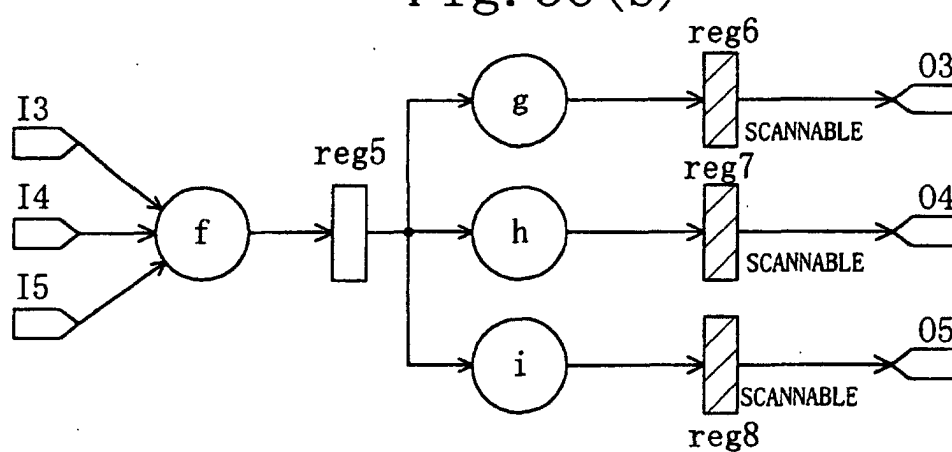 reg6
O3
g
SCANNABLE
I3
reg5
reg7
I4
f
h
O4
SCANNABLE
I5
i
O5
SCANNABLE
reg8